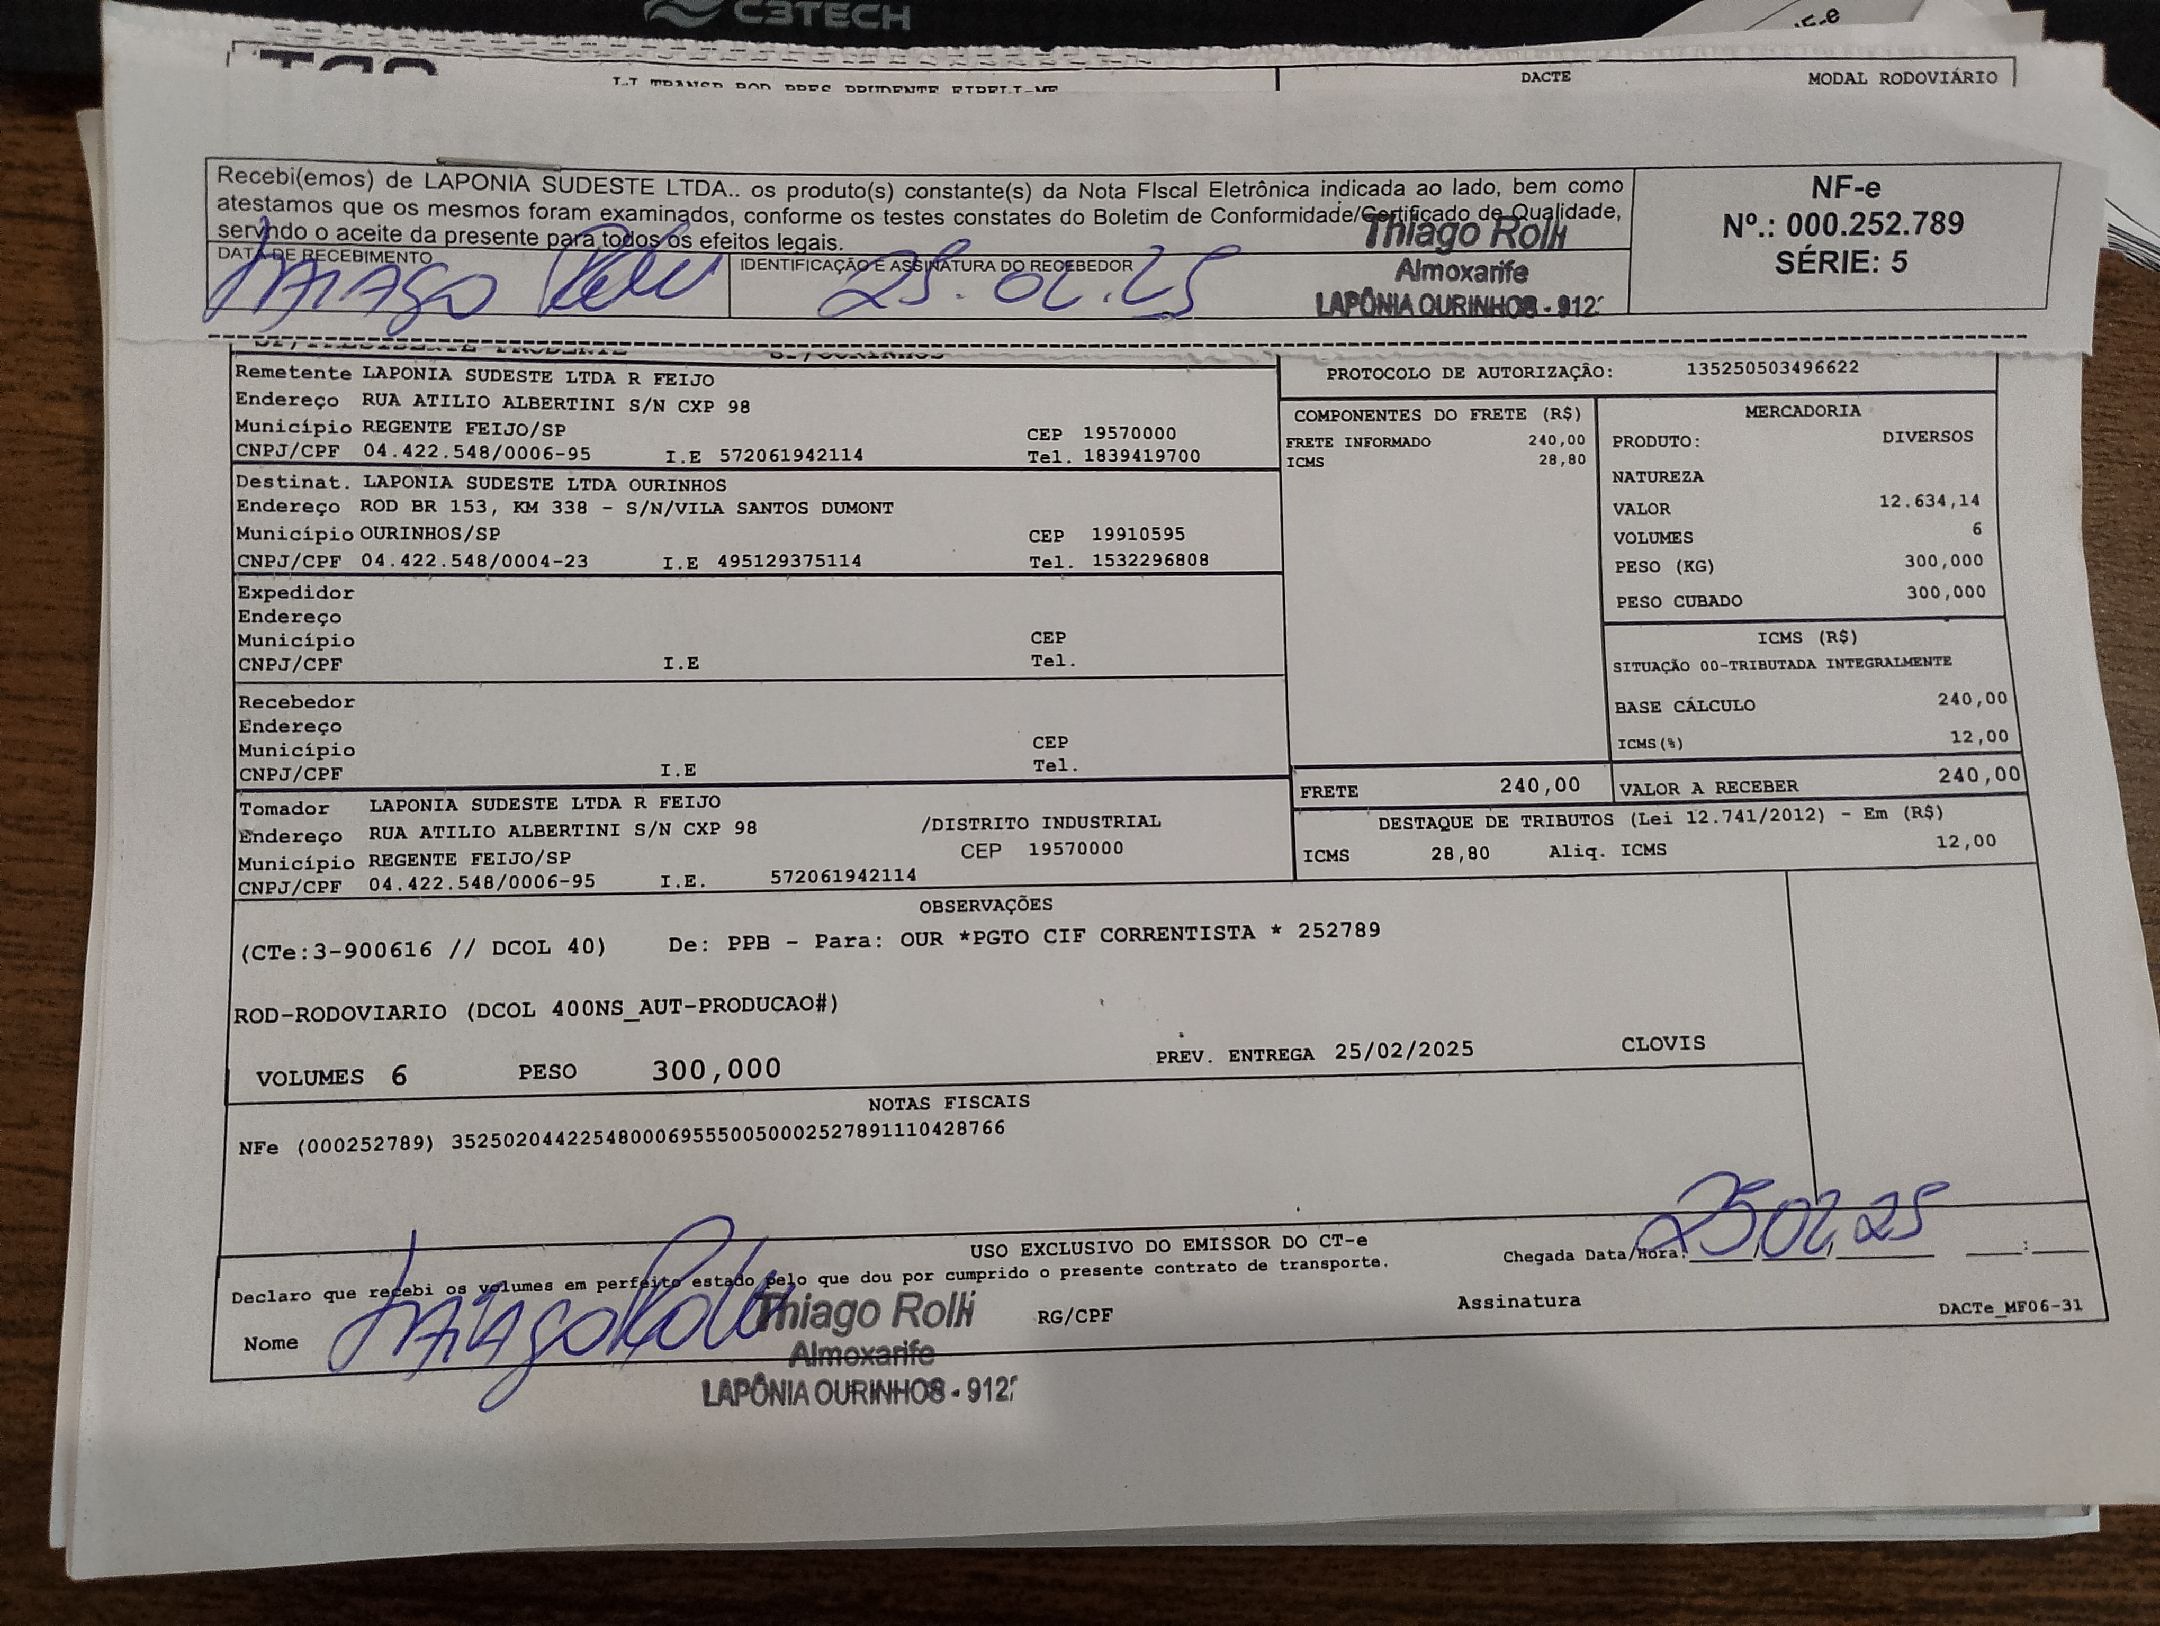 C3TECH
DACTE
MODAL RODOVIÁRIO
Recebi(emos) de LAPONIA SUDESTE LTDA.. os produto(s) constante(s) da Nota FIscal Eletrônica indicada ao lado, bem como
atestamos que os mesmos foram examinados, conforme os testes constates do Boletim de Conformidade/Certificado de Qualidade,
servndo o aceite da presente para todos os efeitos legais.
DATA DE RECEBIMENTO
IDENTIFICAÇÃO E ASSINATURA DO RECEBEDOR
25.02.25
Thiago Rolli
Almoxarife
LAPÔNIA OURINHOS - 912
NF-e
Nº.: 000.252.789
SÉRIE: 5
Remetente LAPONIA SUDESTE LTDA R FEIJO
Endereço RUA ATILIO ALBERTINI S/N CXP 98
Município REGENTE FEIJO/SP CEP 19570000
CNPJ/CPF 04.422.548/0006-95 I.E 572061942114 Tel. 1839419700
Destinat. LAPONIA SUDESTE LTDA OURINHOS
Endereço ROD BR 153, KM 338 - S/N/VILA SANTOS DUMONT
Município OURINHOS/SP CEP 19910595
CNPJ/CPF 04.422.548/0004-23 I.E 495129375114 Tel. 1532296808
Expedidor
Endereço
Município CEP
CNPJ/CPF I.E Tel.
Recebedor
Endereço
Município CEP
CNPJ/CPF I.E Tel.
Tomador LAPONIA SUDESTE LTDA R FEIJO
Endereço RUA ATILIO ALBERTINI S/N CXP 98 /DISTRITO INDUSTRIAL
Município REGENTE FEIJO/SP CEP 19570000
CNPJ/CPF 04.422.548/0006-95 I.E. 572061942114
PROTOCOLO DE AUTORIZAÇÃO: 135250503496622
COMPONENTES DO FRETE (R$)
FRETE INFORMADO 240,00
ICMS 28,80
MERCADORIA
PRODUTO: DIVERSOS
NATUREZA
VALOR 12.634,14
VOLUMES 6
PESO (KG) 300,000
PESO CUBADO 300,000
ICMS (R$)
SITUAÇÃO 00-TRIBUTADA INTEGRALMENTE
BASE CÁLCULO 240,00
ICMS(%) 12,00
FRETE 240,00 VALOR A RECEBER 240,00
DESTAQUE DE TRIBUTOS (Lei 12.741/2012) - Em (R$)
ICMS 28,80 Aliq. ICMS 12,00
OBSERVAÇÕES
(CTe:3-900616 // DCOL 40) De: PPB - Para: OUR *PGTO CIF CORRENTISTA * 252789
ROD-RODOVIARIO (DCOL 400NS_AUT-PRODUCAO#)
VOLUMES 6 PESO 300,000 PREV. ENTREGA 25/02/2025 CLOVIS
NOTAS FISCAIS
NFe (000252789) 35250204422548000695550050002527891110428766
USO EXCLUSIVO DO EMISSOR DO CT-e
Declaro que recebi os volumes em perfeito estado pelo que dou por cumprido o presente contrato de transporte.
Chegada Data/Hora: 25 02 25 :
Nome
Thiago Rolli
RG/CPF
Assinatura
DACTe_MF06-31
Almoxarife
LAPÔNIA OURINHOS - 912